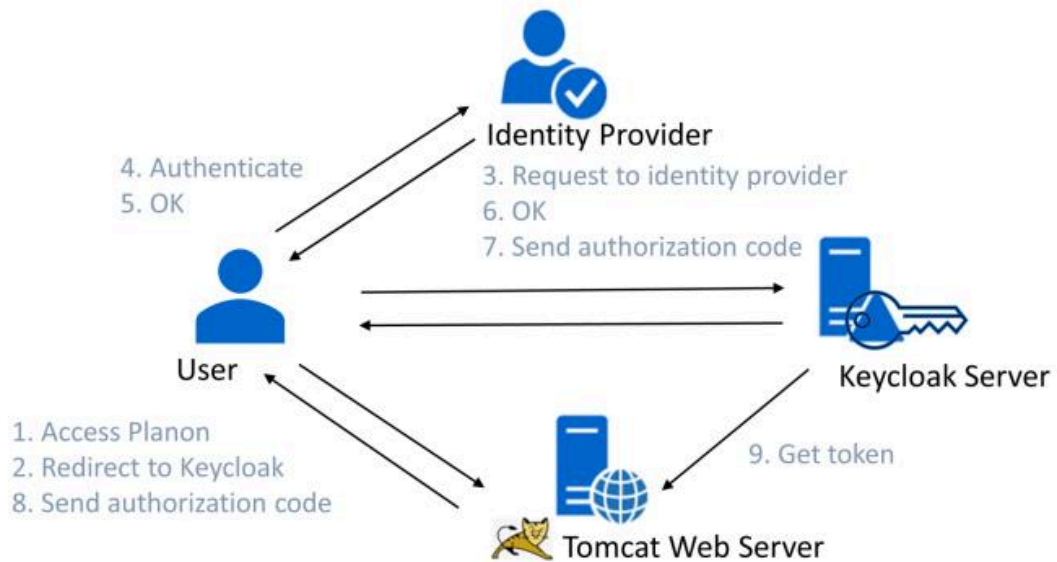 Identity Provider
4. Authenticate
5. OK
3. Request to identity provider
6. OK
7. Send authorization code
User
Keycloak Server
1. Access Planon
2. Redirect to Keycloak
8. Send authorization code
9. Get token
Tomcat Web Server